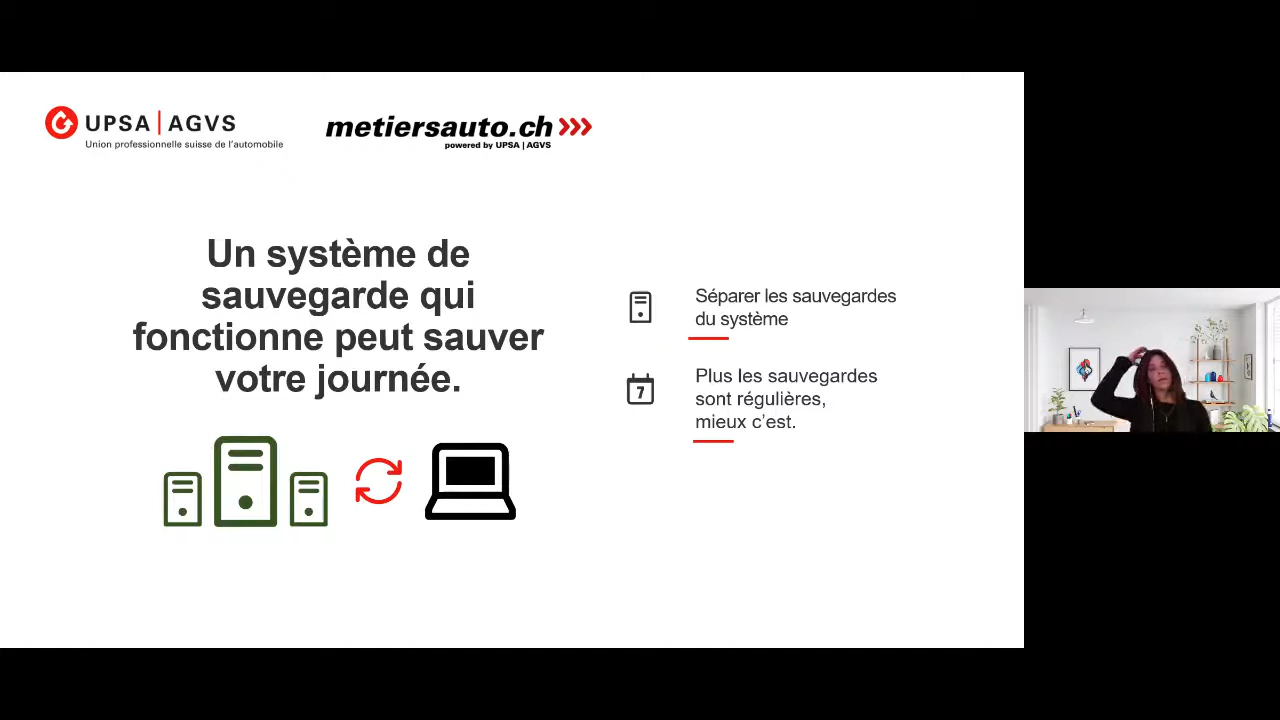 UPSA | AGVS
Union professionnelle suisse de l'automobile
metiersauto.ch
powered by UPSA | AGVS
Un système de
sauvegarde qui
fonctionne peut sauver
votre journée.
Séparer les sauvegardes
du système
7
Plus les sauvegardes
sont régulières,
mieux c'est.